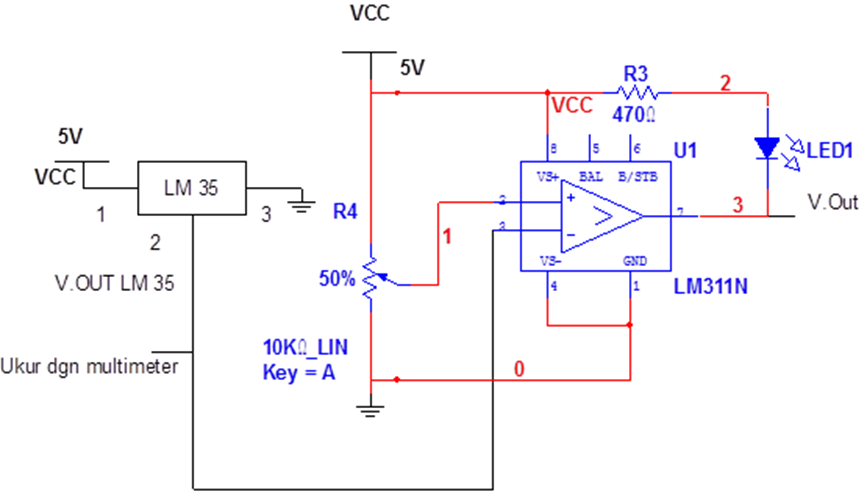 VCC
5V
R3
2
VCC
470Ω
5V
VCC
LM 35
1
3
2
V.OUT LM 35
Ukur dgn multimeter
R4
50%
10KΩ_LIN
Key = A
1
8
5
6
U1
VS+
BAL
B/STB
2
+
3
−
7
VS-
GND
4
1
LM311N
LED1
3
V.Out
0